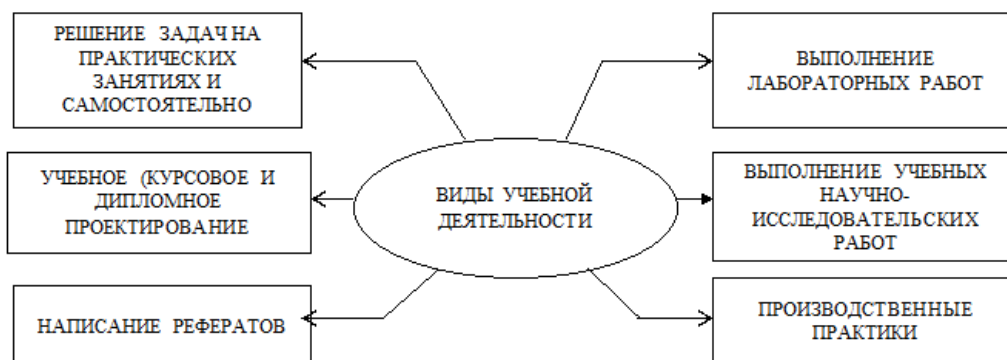 РЕШЕНИЕ ЗАДАЧ НА
ПРАКТИЧЕСКИХ
ЗАНЯТИЯХ И
САМОСТОЯТЕЛЬНО
ВЫПОЛНЕНИЕ
ЛАБОРАТОРНЫХ РАБОТ
УЧЕБНОЕ (КУРСОВОЕ И
ДИПЛОМНОЕ
ПРОЕКТИРОВАНИЕ
ВИДЫ УЧЕБНОЙ
ДЕЯТЕЛЬНОСТИ
ВЫПОЛНЕНИЕ УЧЕБНЫХ
НАУЧНО-
ИССЛЕДОВАТЕЛЬСКИХ
РАБОТ
НАПИСАНИЕ РЕФЕРАТОВ
ПРОИЗВОДСТВЕННЫЕ
ПРАКТИКИ